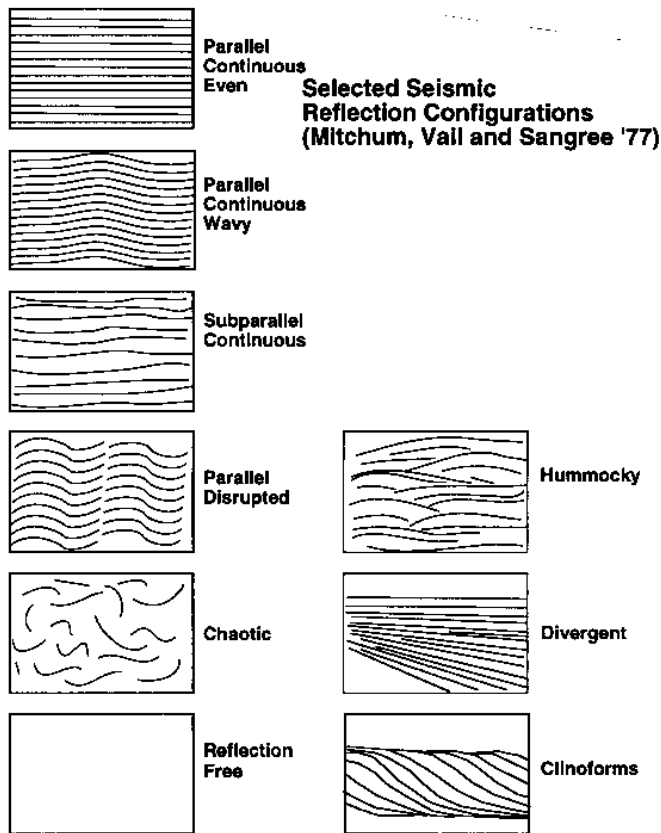 Parallel
Continuous
Even
Selected Seismic
Reflection Configurations
(Mitchum, Vail and Sangree '77)
Parallel
Continuous
Wavy
Subparallel
Continuous
Parallel
Disrupted
Hummocky
Chaotic
Divergent
Reflection
Free
Clinoforms